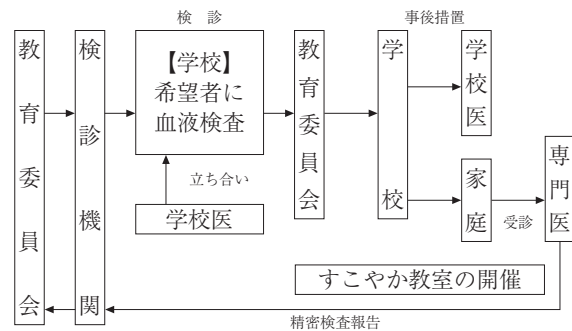 検 診
事後措置
教育委員会
検診機関
【学校】
希望者に
血液検査
立ち合い
学校医
教育委員会
学校
学校医
家庭
受診
専門医
すこやか教室の開催
精密検査報告